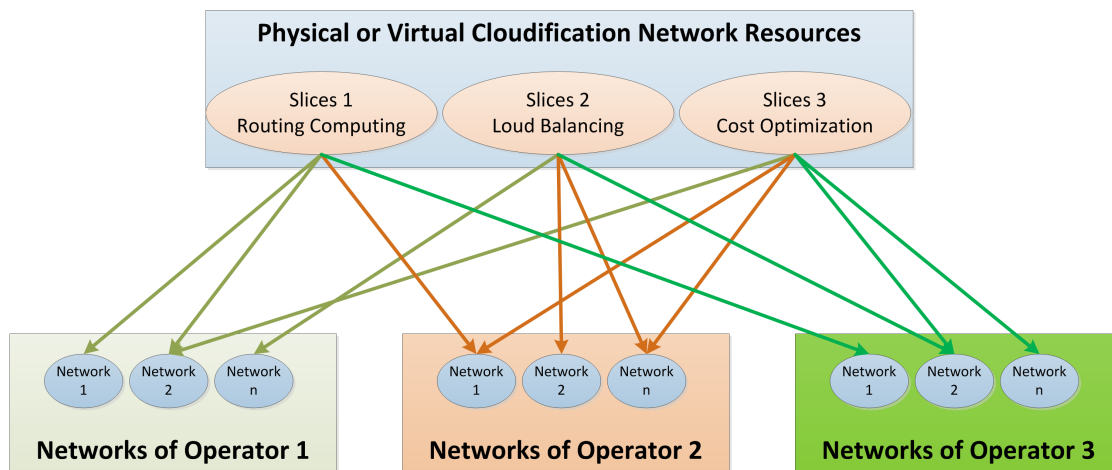 Physical or Virtual Cloudification Network Resources
Slices 1
Routing Computing
Slices 2
Loud Balancing
Slices 3
Cost Optimization
Network
1
Network
2
Network
n
Networks of Operator 1
Network
1
Network
2
Network
n
Networks of Operator 2
Network
1
Network
2
Network
n
Networks of Operator 3